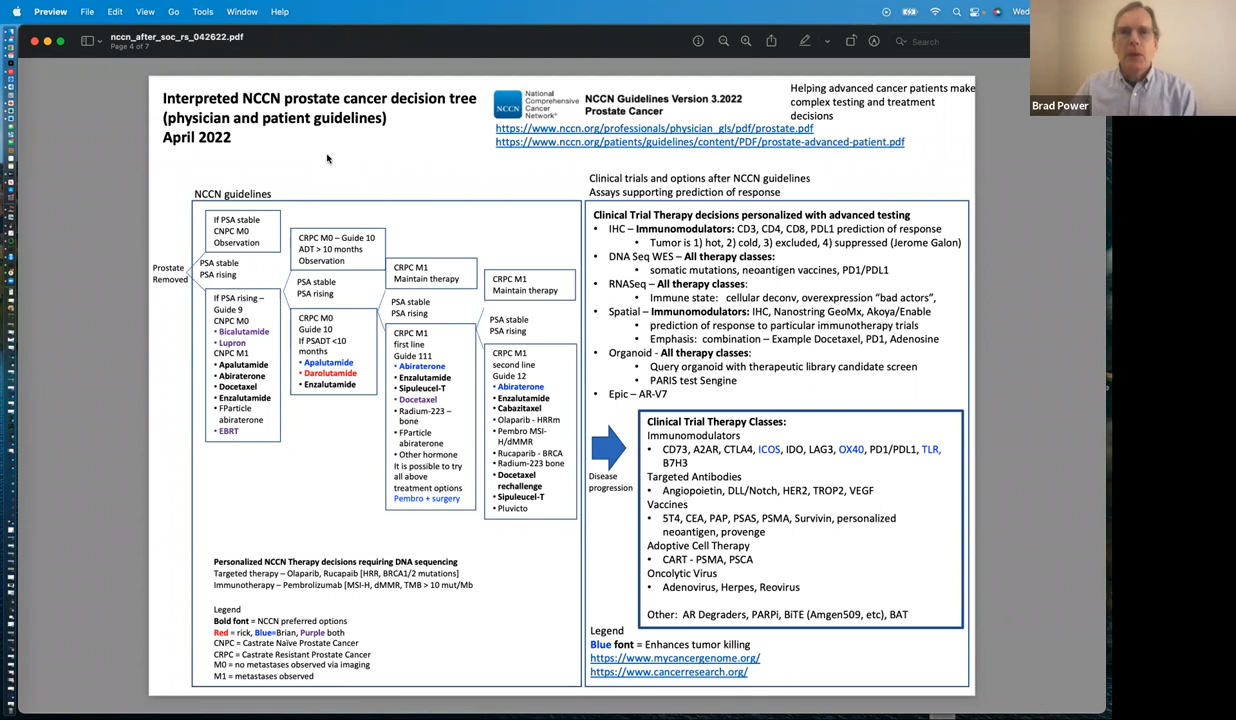 Preview File Edit View Go Tools Window Help
Wed
nccn_after_soc_rs_042622.pdf
Page 4 of 7
Search
Brad Power
Interpreted NCCN prostate cancer decision tree
(physician and patient guidelines)
April 2022
NCCN
National
Comprehensive
Cancer
Network®
NCCN Guidelines Version 3.2022
Prostate Cancer
https://www.nccn.org/professionals/physician_gls/pdf/prostate.pdf
https://www.nccn.org/patients/guidelines/content/PDF/prostate-advanced-patient.pdf
Helping advanced cancer patients make
complex testing and treatment
decisions
NCCN guidelines
Prostate
Removed
If PSA stable
CNPC M0
Observation
PSA stable
PSA rising
If PSA rising –
Guide 9
CNPC M0
• Bicalutamide
• Lupron
CNPC M1
• Apalutamide
• Abiraterone
• Docetaxel
• Enzalutamide
• FParticle
abiraterone
• EBRT
CRPC M0 – Guide 10
ADT > 10 months
Observation
PSA stable
PSA rising
CRPC M0
Guide 10
If PSADT <10
months
• Apalutamide
• Darolutamide
• Enzalutamide
CRPC M1
Maintain therapy
PSA stable
PSA rising
CRPC M1
first line
Guide 111
• Abiraterone
• Enzalutamide
• Sipuleucel-T
• Docetaxel
• Radium-223 –
bone
• FParticle
abiraterone
• Other hormone
It is possible to try
all above
treatment options
Pembro + surgery
CRPC M1
Maintain therapy
PSA stable
PSA rising
CRPC M1
second line
Guide 12
• Abiraterone
• Enzalutamide
• Cabazitaxel
• Olaparib - HRRm
• Pembro MSI-
H/dMMR
• Rucaparib - BRCA
• Radium-223 bone
• Docetaxel
rechallenge
• Sipuleucel-T
• Pluvicto
Personalized NCCN Therapy decisions requiring DNA sequencing
Targeted therapy – Olaparib, Rucapaib [HRR, BRCA1/2 mutations]
Immunotherapy – Pembrolizumab [MSI-H, dMMR, TMB > 10 mut/Mb
Legend
Bold font = NCCN preferred options
Red = rick, Blue=Brian, Purple both
CNPC = Castrate Naïve Prostate Cancer
CRPC = Castrate Resistant Prostate Cancer
M0 = no metastases observed via imaging
M1 = metastases observed
Clinical trials and options after NCCN guidelines
Assays supporting prediction of response
Clinical Trial Therapy decisions personalized with advanced testing
• IHC – Immunomodulators: CD3, CD4, CD8, PDL1 prediction of response
• Tumor is 1) hot, 2) cold, 3) excluded, 4) suppressed (Jerome Galon)
• DNA Seq WES – All therapy classes:
• somatic mutations, neoantigen vaccines, PD1/PDL1
• RNASeq – All therapy classes:
• Immune state: cellular deconv, overexpression “bad actors”,
• Spatial – Immunomodulators: IHC, Nanostring GeoMx, Akoya/Enable
• prediction of response to particular immunotherapy trials
• Emphasis: combination – Example Docetaxel, PD1, Adenosine
• Organoid - All therapy classes:
• Query organoid with therapeutic library candidate screen
• PARIS test Sengine
• Epic – AR-V7
Disease
progression
Clinical Trial Therapy Classes:
Immunomodulators
• CD73, A2AR, CTLA4, ICOS, IDO, LAG3, OX40, PD1/PDL1, TLR,
B7H3
Targeted Antibodies
• Angiopoietin, DLL/Notch, HER2, TROP2, VEGF
Vaccines
• 5T4, CEA, PAP, PSAS, PSMA, Survivin, personalized
neoantigen, provenge
Adoptive Cell Therapy
• CART - PSMA, PSCA
Oncolytic Virus
• Adenovirus, Herpes, Reovirus
Other: AR Degraders, PARPi, BiTE (Amgen509, etc), BAT
Legend
Blue font = Enhances tumor killing
https://www.mycancergenome.org/
https://www.cancerresearch.org/